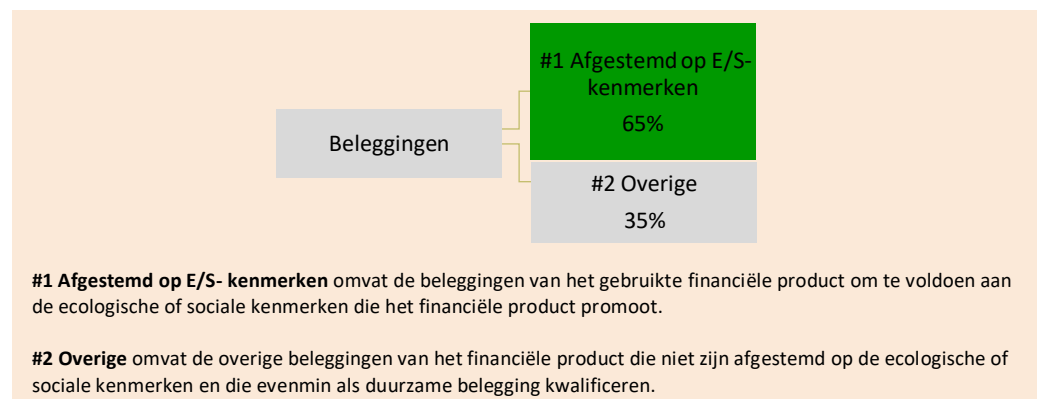 #1 Afgestemd op E/S-
kenmerken
65%
Beleggingen
#2 Overige
35%
#1 Afgestemd op E/S- kenmerken omvat de beleggingen van het gebruikte financiële product om te voldoen aan
de ecologische of sociale kenmerken die het financiële product promoot.
#2 Overige omvat de overige beleggingen van het financiële product die niet zijn afgestemd op de ecologische of
sociale kenmerken en die evenmin als duurzame belegging kwalificeren.